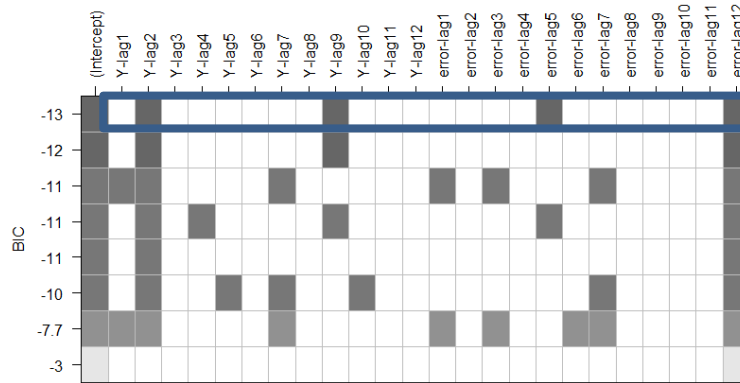 (Intercept)
Y-lag1
Y-lag2
Y-lag3
Y-lag4
Y-lag5
Y-lag6
Y-lag7
Y-lag8
Y-lag9
Y-lag10
Y-lag11
Y-lag12
error-lag1
error-lag2
error-lag3
error-lag4
error-lag5
error-lag6
error-lag7
error-lag8
error-lag9
error-lag10
error-lag11
error-lag12
-13
-12
-11
-11
-11
-10
-7.7
-3
BIC